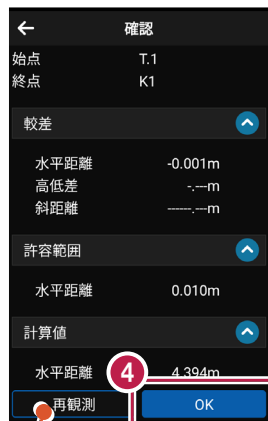 ← 確認
始点 T.1
終点 K1
較差
水平距離 -0.001m
高低差 -.---m
斜距離 ------.---m
許容範囲
水平距離 0.010m
計算値
水平距離 4.394m
4
再観測 OK